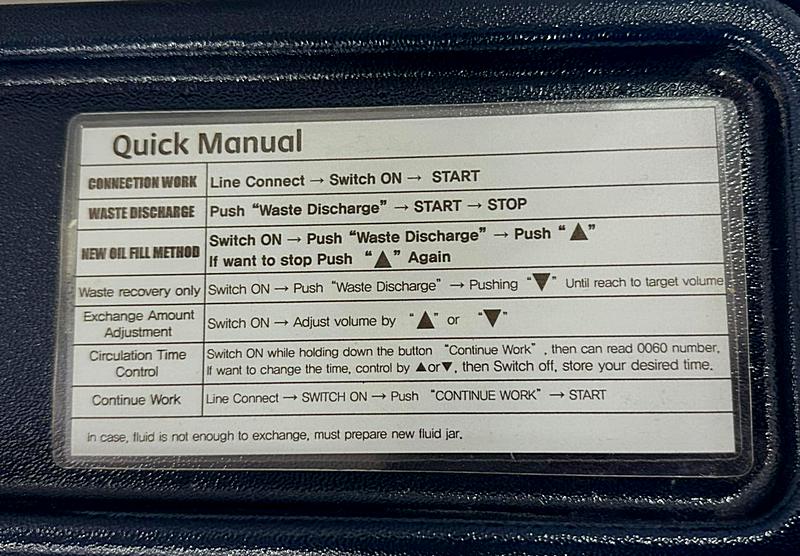 Quick Manual
CONNECTION WORK Line Connect → Switch ON → START
WASTE DISCHARGE Push “Waste Discharge” → START → STOP
NEW OIL FILL METHOD Switch ON → Push “Waste Discharge” → Push “▲”
If want to stop Push “▲” Again
Waste recovery only Switch ON → Push “Waste Discharge” → Pushing “▼” Until reach to target volume
Exchange Amount
Adjustment
Switch ON → Adjust volume by “▲” or “▼”
Circulation Time
Control
Switch ON while holding down the button “Continue Work” , then can read 0060 number.
If want to change the time, control by ▲or▼, then Switch off, store your desired time.
Continue Work Line Connect → SWITCH ON → Push “CONTINUE WORK” → START
In case, fluid is not enough to exchange, must prepare new fluid jar.